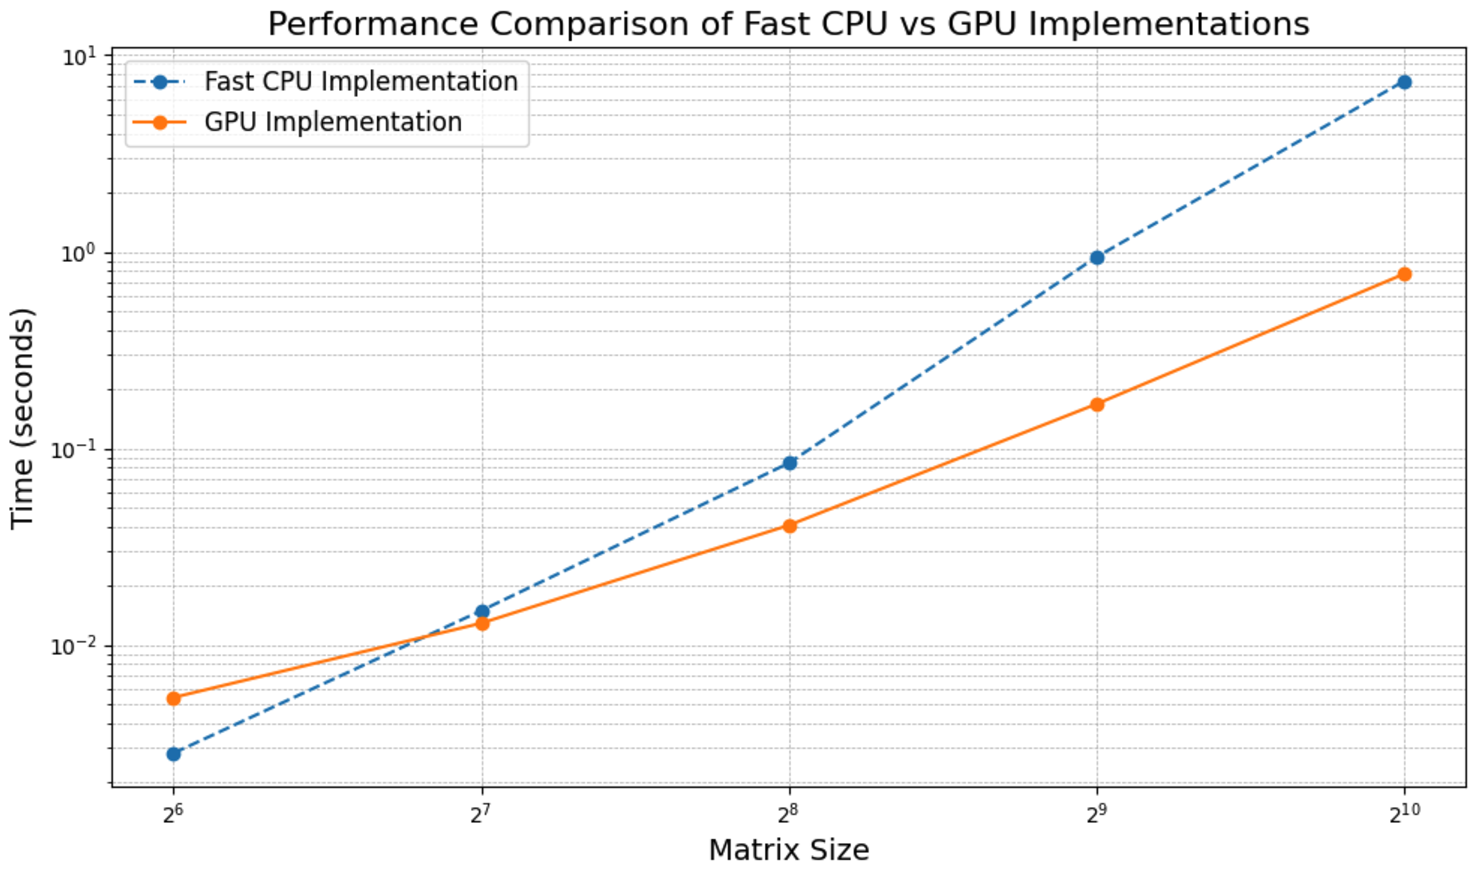 Performance Comparison of Fast CPU vs GPU Implementations
Fast CPU Implementation
GPU Implementation
10¹
10⁰
10⁻¹
10⁻²
Time (seconds)
2⁶ 2⁷ 2⁸ 2⁹ 2¹⁰
Matrix Size